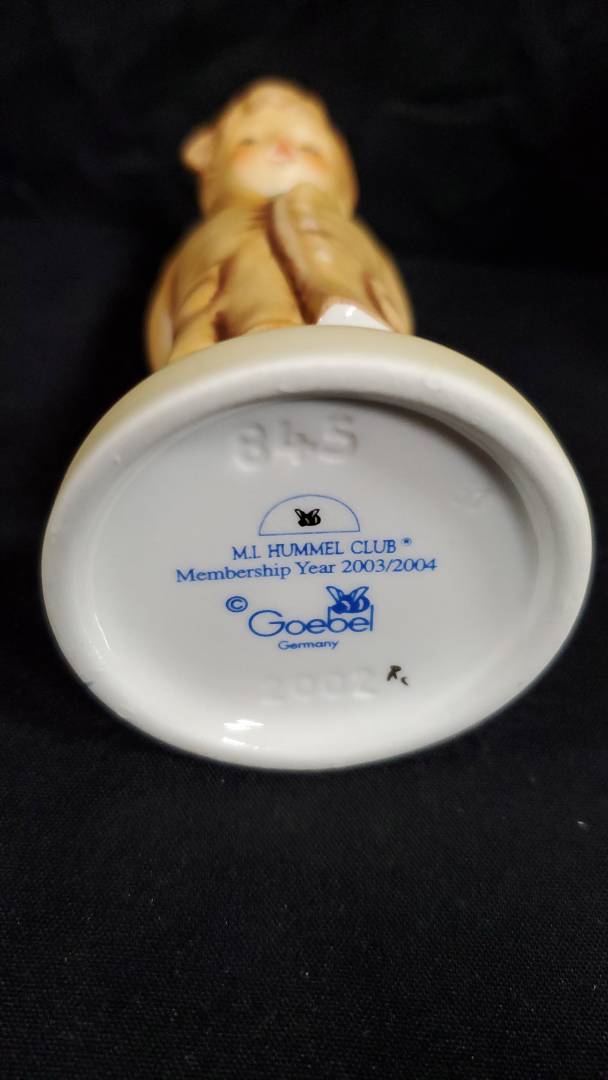 845
M.I. HUMMEL CLUB®
Membership Year 2003/2004
© Goebel
Germany
2002